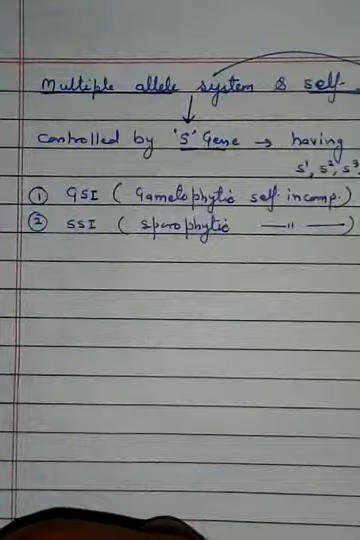 Multiple allele system & self-
Controlled by 'S' Gene → having
S¹, S², S³
① GSI ( Gametophytic self. incomp.)
② SSI ( Sporophytic —"— )